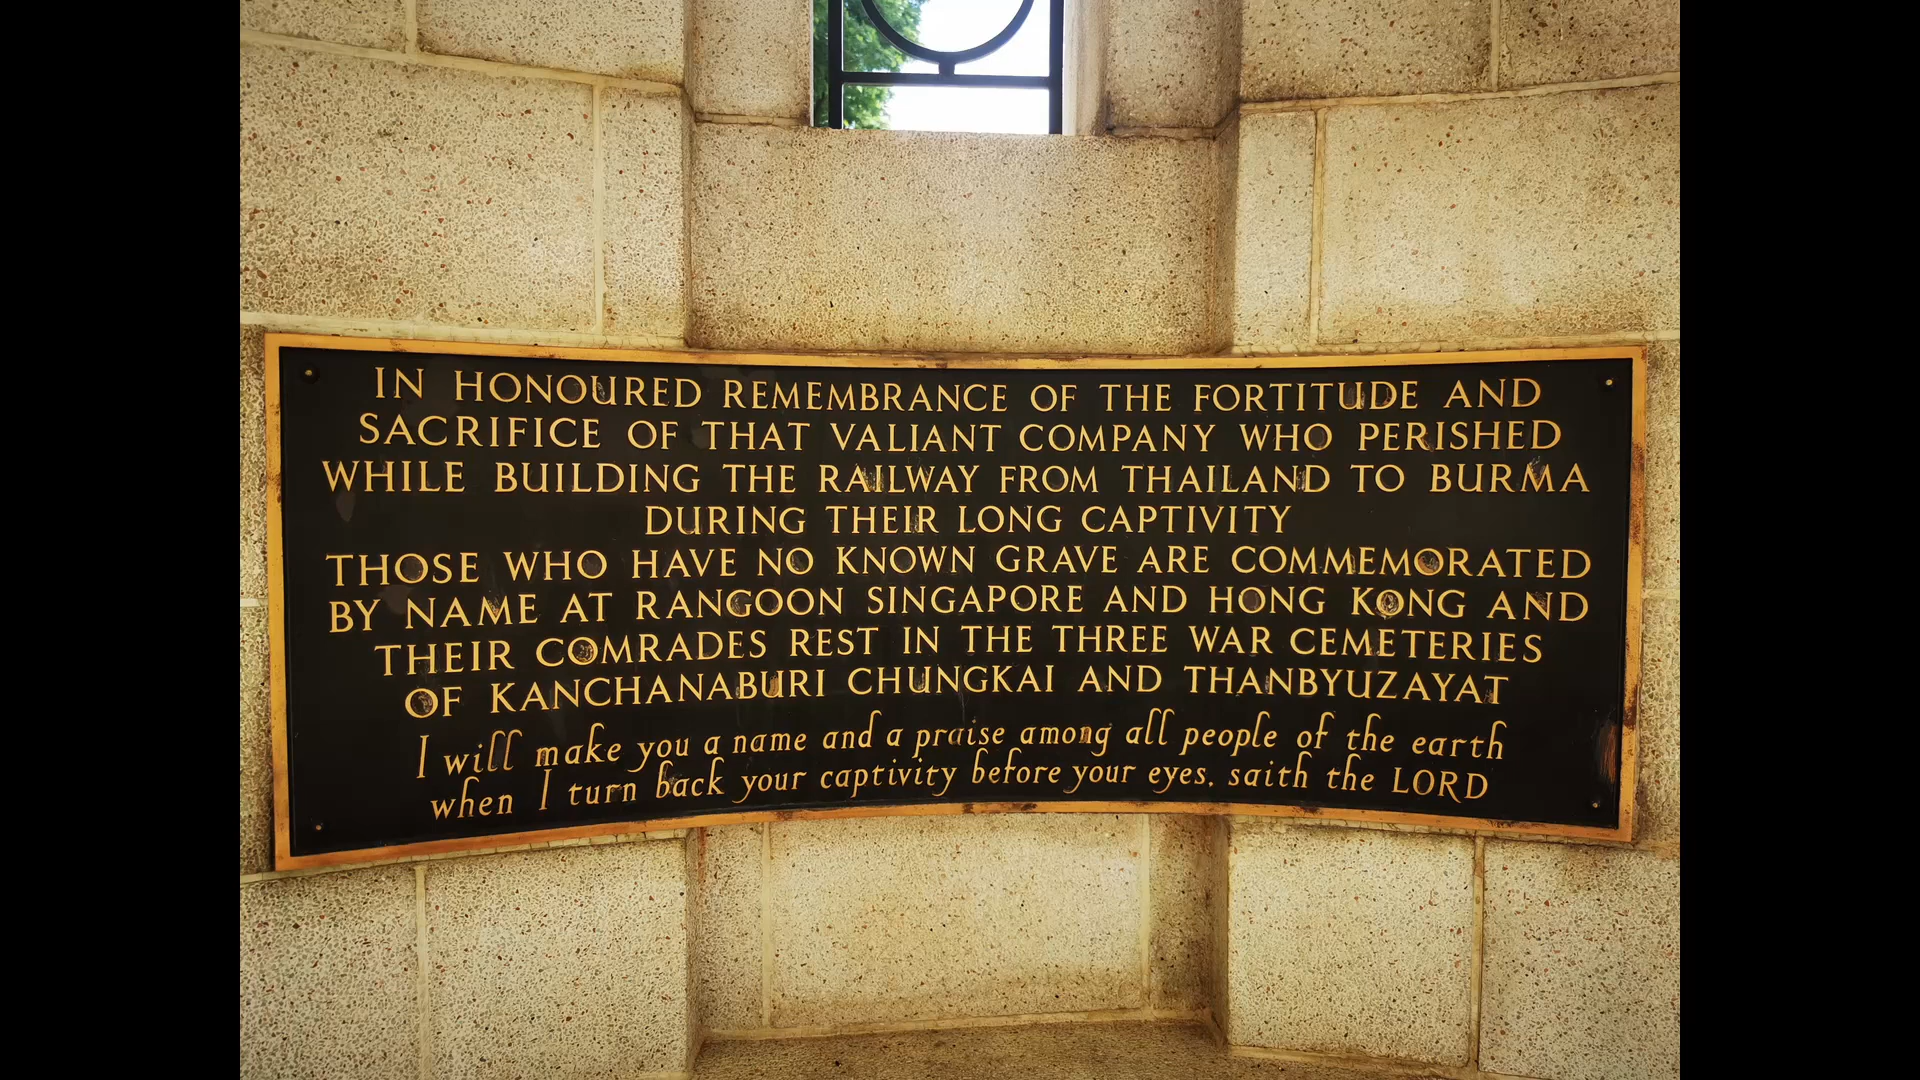 IN HONOURED REMEMBRANCE OF THE FORTITUDE AND
SACRIFICE OF THAT VALIANT COMPANY WHO PERISHED
WHILE BUILDING THE RAILWAY FROM THAILAND TO BURMA
DURING THEIR LONG CAPTIVITY
THOSE WHO HAVE NO KNOWN GRAVE ARE COMMEMORATED
BY NAME AT RANGOON SINGAPORE AND HONG KONG AND
THEIR COMRADES REST IN THE THREE WAR CEMETERIES
OF KANCHANABURI CHUNGKAI AND THANBYUZAYAT
I will make you a name and a praise among all people of the earth
when I turn back your captivity before your eyes. saith the LORD